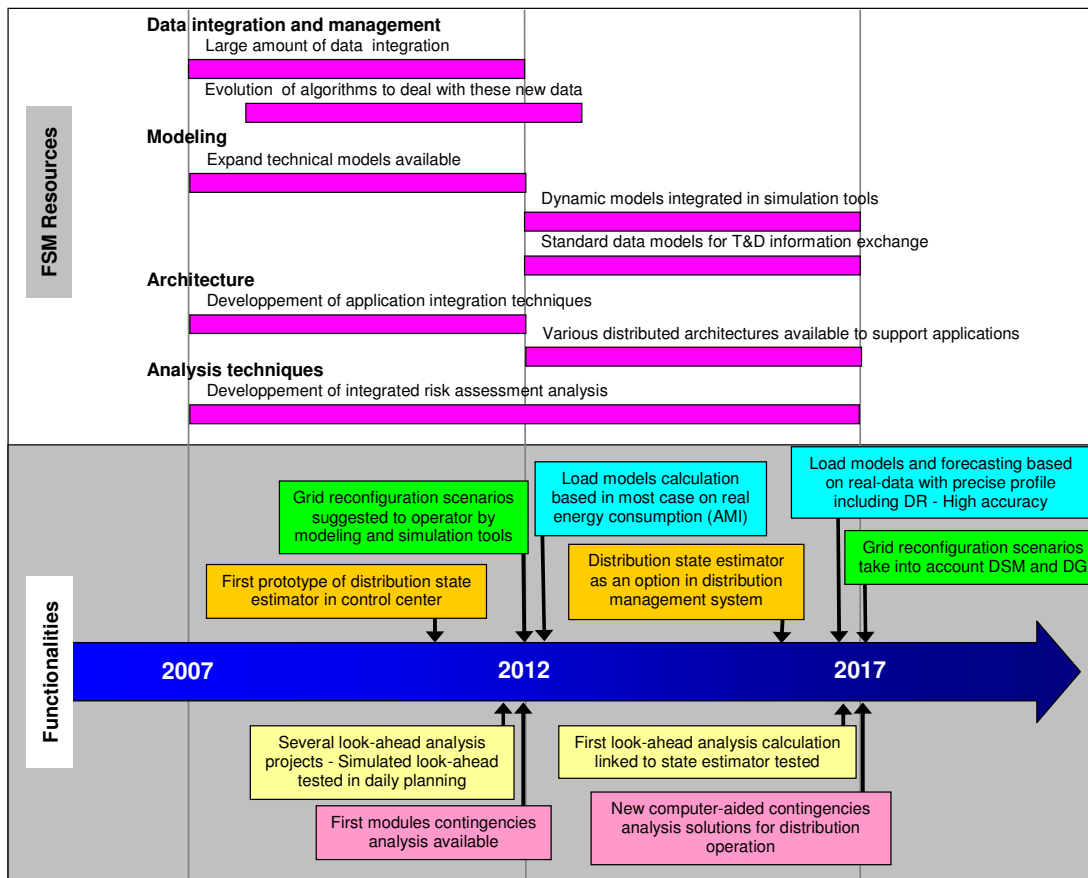 Data integration and management
Large amount of data integration
Evolution of algorithms to deal with these new data
Modeling
Expand technical models available
Dynamic models integrated in simulation tools
Standard data models for T&D information exchange
Architecture
Developpement of application integration techniques
Various distributed architectures available to support applications
Analysis techniques
Developpement of integrated risk assessment analysis
FSM Resources
Functionalities
Grid reconfiguration scenarios
suggested to operator by
modeling and simulation tools
Load models calculation
based in most case on real
energy consumption (AMI)
Load models and forecasting based
on real-data with precise profile
including DR - High accuracy
First prototype of distribution state
estimator in control center
Distribution state estimator
as an option in distribution
management system
Grid reconfiguration scenarios
take into account DSM and DG
2007
2012
2017
Several look-ahead analysis
projects - Simulated look-ahead
tested in daily planning
First look-ahead analysis calculation
linked to state estimator tested
First modules contingencies
analysis available
New computer-aided contingencies
analysis solutions for distribution
operation